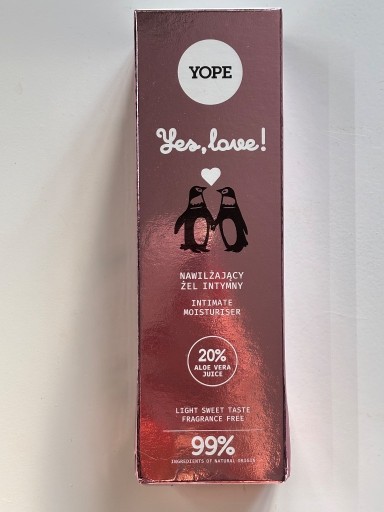 YOPE
Yes, love!
NAWILŻAJĄCY
ŻEL INTYMNY
INTIMATE
MOISTURISER
20%
ALOE VERA
JUICE
LIGHT SWEET TASTE
FRAGRANCE FREE
99%
INGREDIENTS OF NATURAL ORIGIN